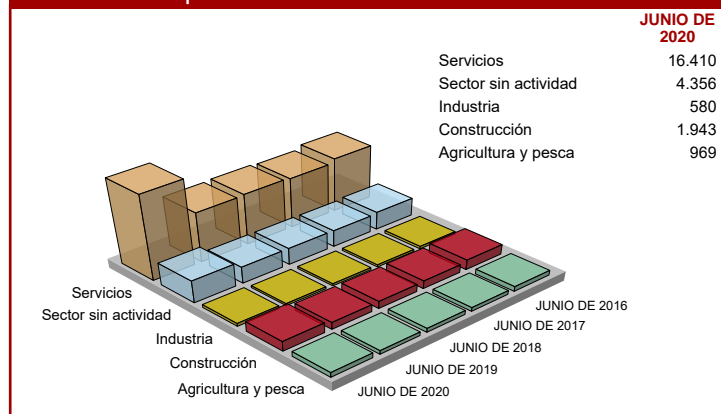 JUNIO DE
2020
Servicios 16.410
Sector sin actividad 4.356
Industria 580
Construcción 1.943
Agricultura y pesca 969
Servicios
Sector sin actividad
Industria
Construcción
Agricultura y pesca
JUNIO DE 2016
JUNIO DE 2017
JUNIO DE 2018
JUNIO DE 2019
JUNIO DE 2020